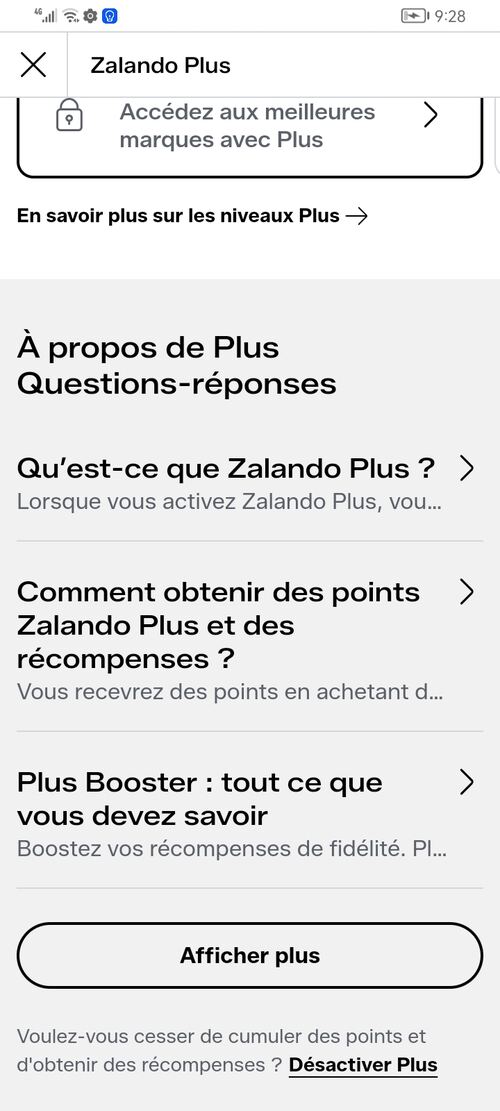 4G 9:28
Zalando Plus
Accédez aux meilleures
marques avec Plus
En savoir plus sur les niveaux Plus →
À propos de Plus
Questions-réponses
Qu’est-ce que Zalando Plus ?
Lorsque vous activez Zalando Plus, vou...
Comment obtenir des points
Zalando Plus et des
récompenses ?
Vous recevrez des points en achetant d...
Plus Booster : tout ce que
vous devez savoir
Boostez vos récompenses de fidélité. Pl...
Afficher plus
Voulez-vous cesser de cumuler des points et
d'obtenir des récompenses ? Désactiver Plus